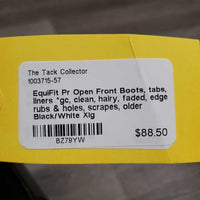 The Tack Collector
1003715-57
EquiFit Pr Open Front Boots, tabs,
liners *gc, clean, hairy, faded, edge
rubs & holes, scrapes, older
Black/White Xlg
BZ79YW
$88.50